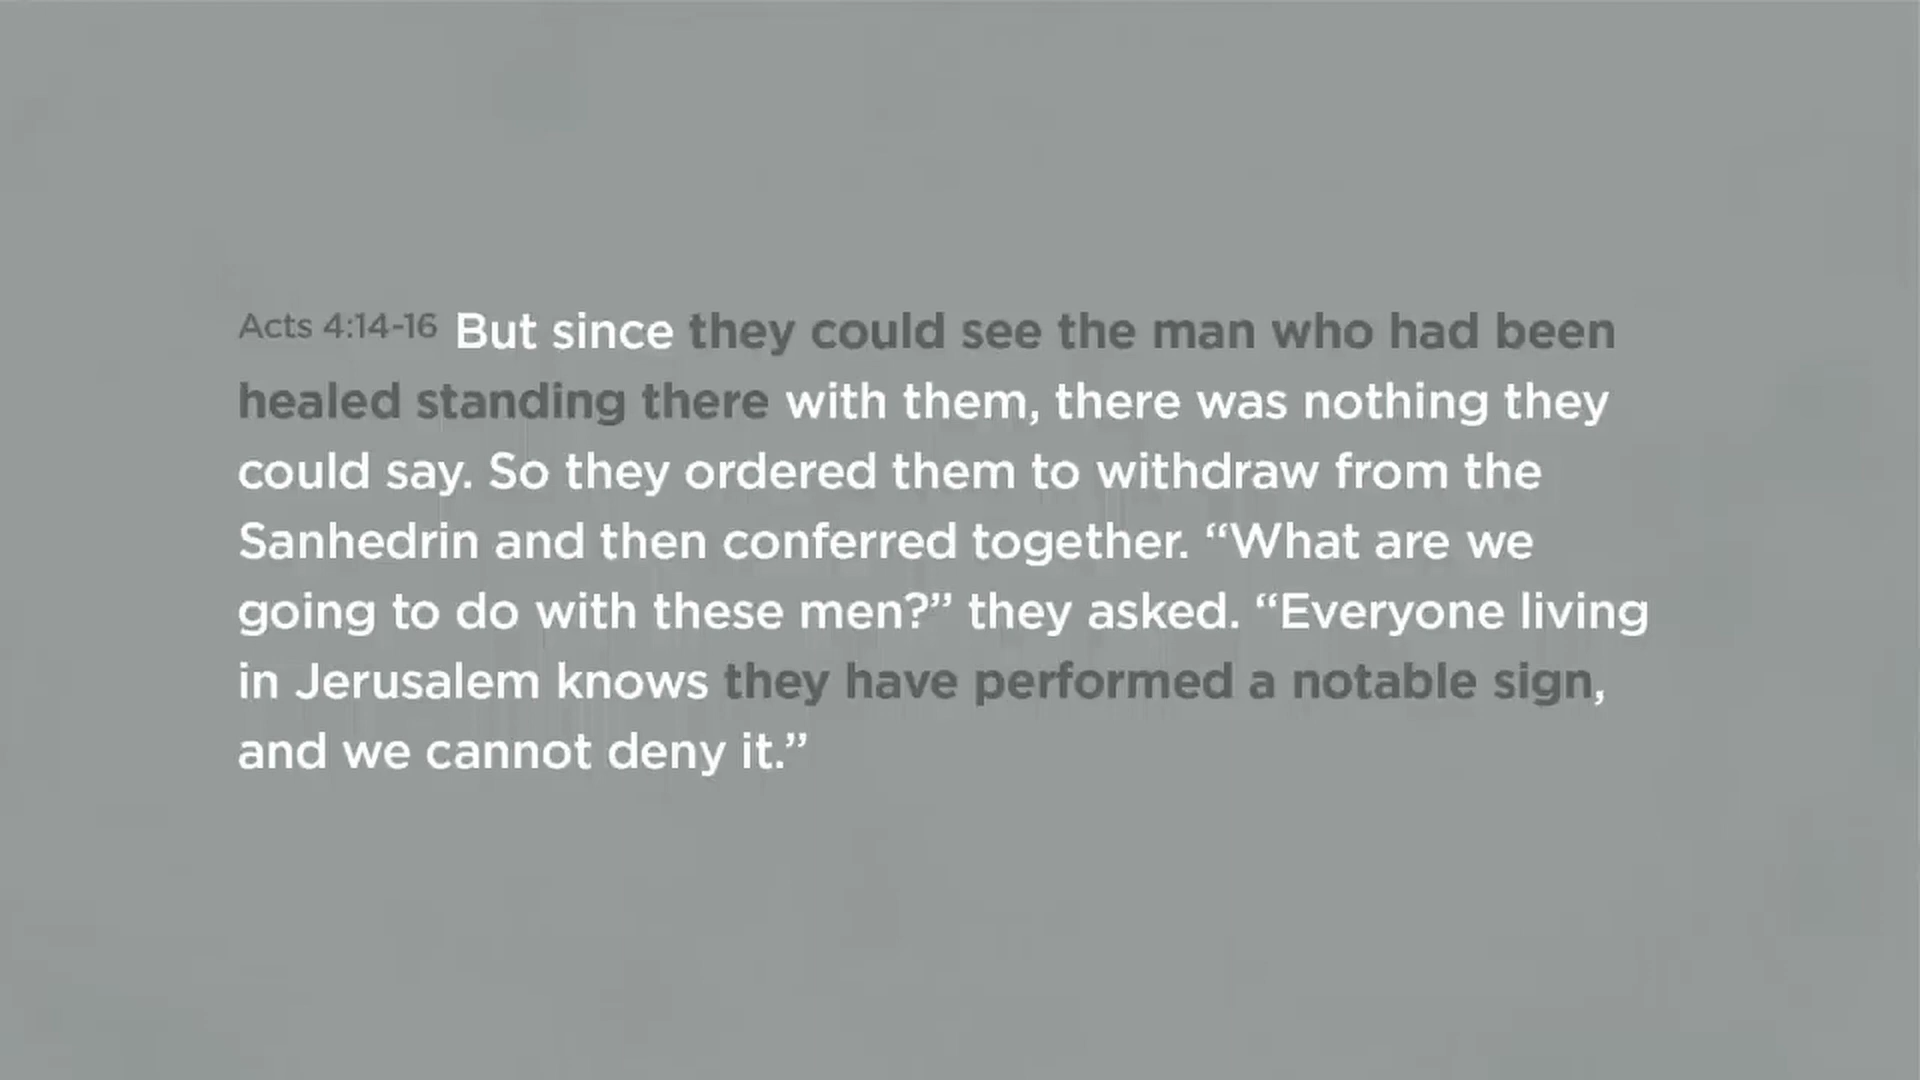 Acts 4:14-16 But since they could see the man who had been
healed standing there with them, there was nothing they
could say. So they ordered them to withdraw from the
Sanhedrin and then conferred together. “What are we
going to do with these men?” they asked. “Everyone living
in Jerusalem knows they have performed a notable sign,
and we cannot deny it.”